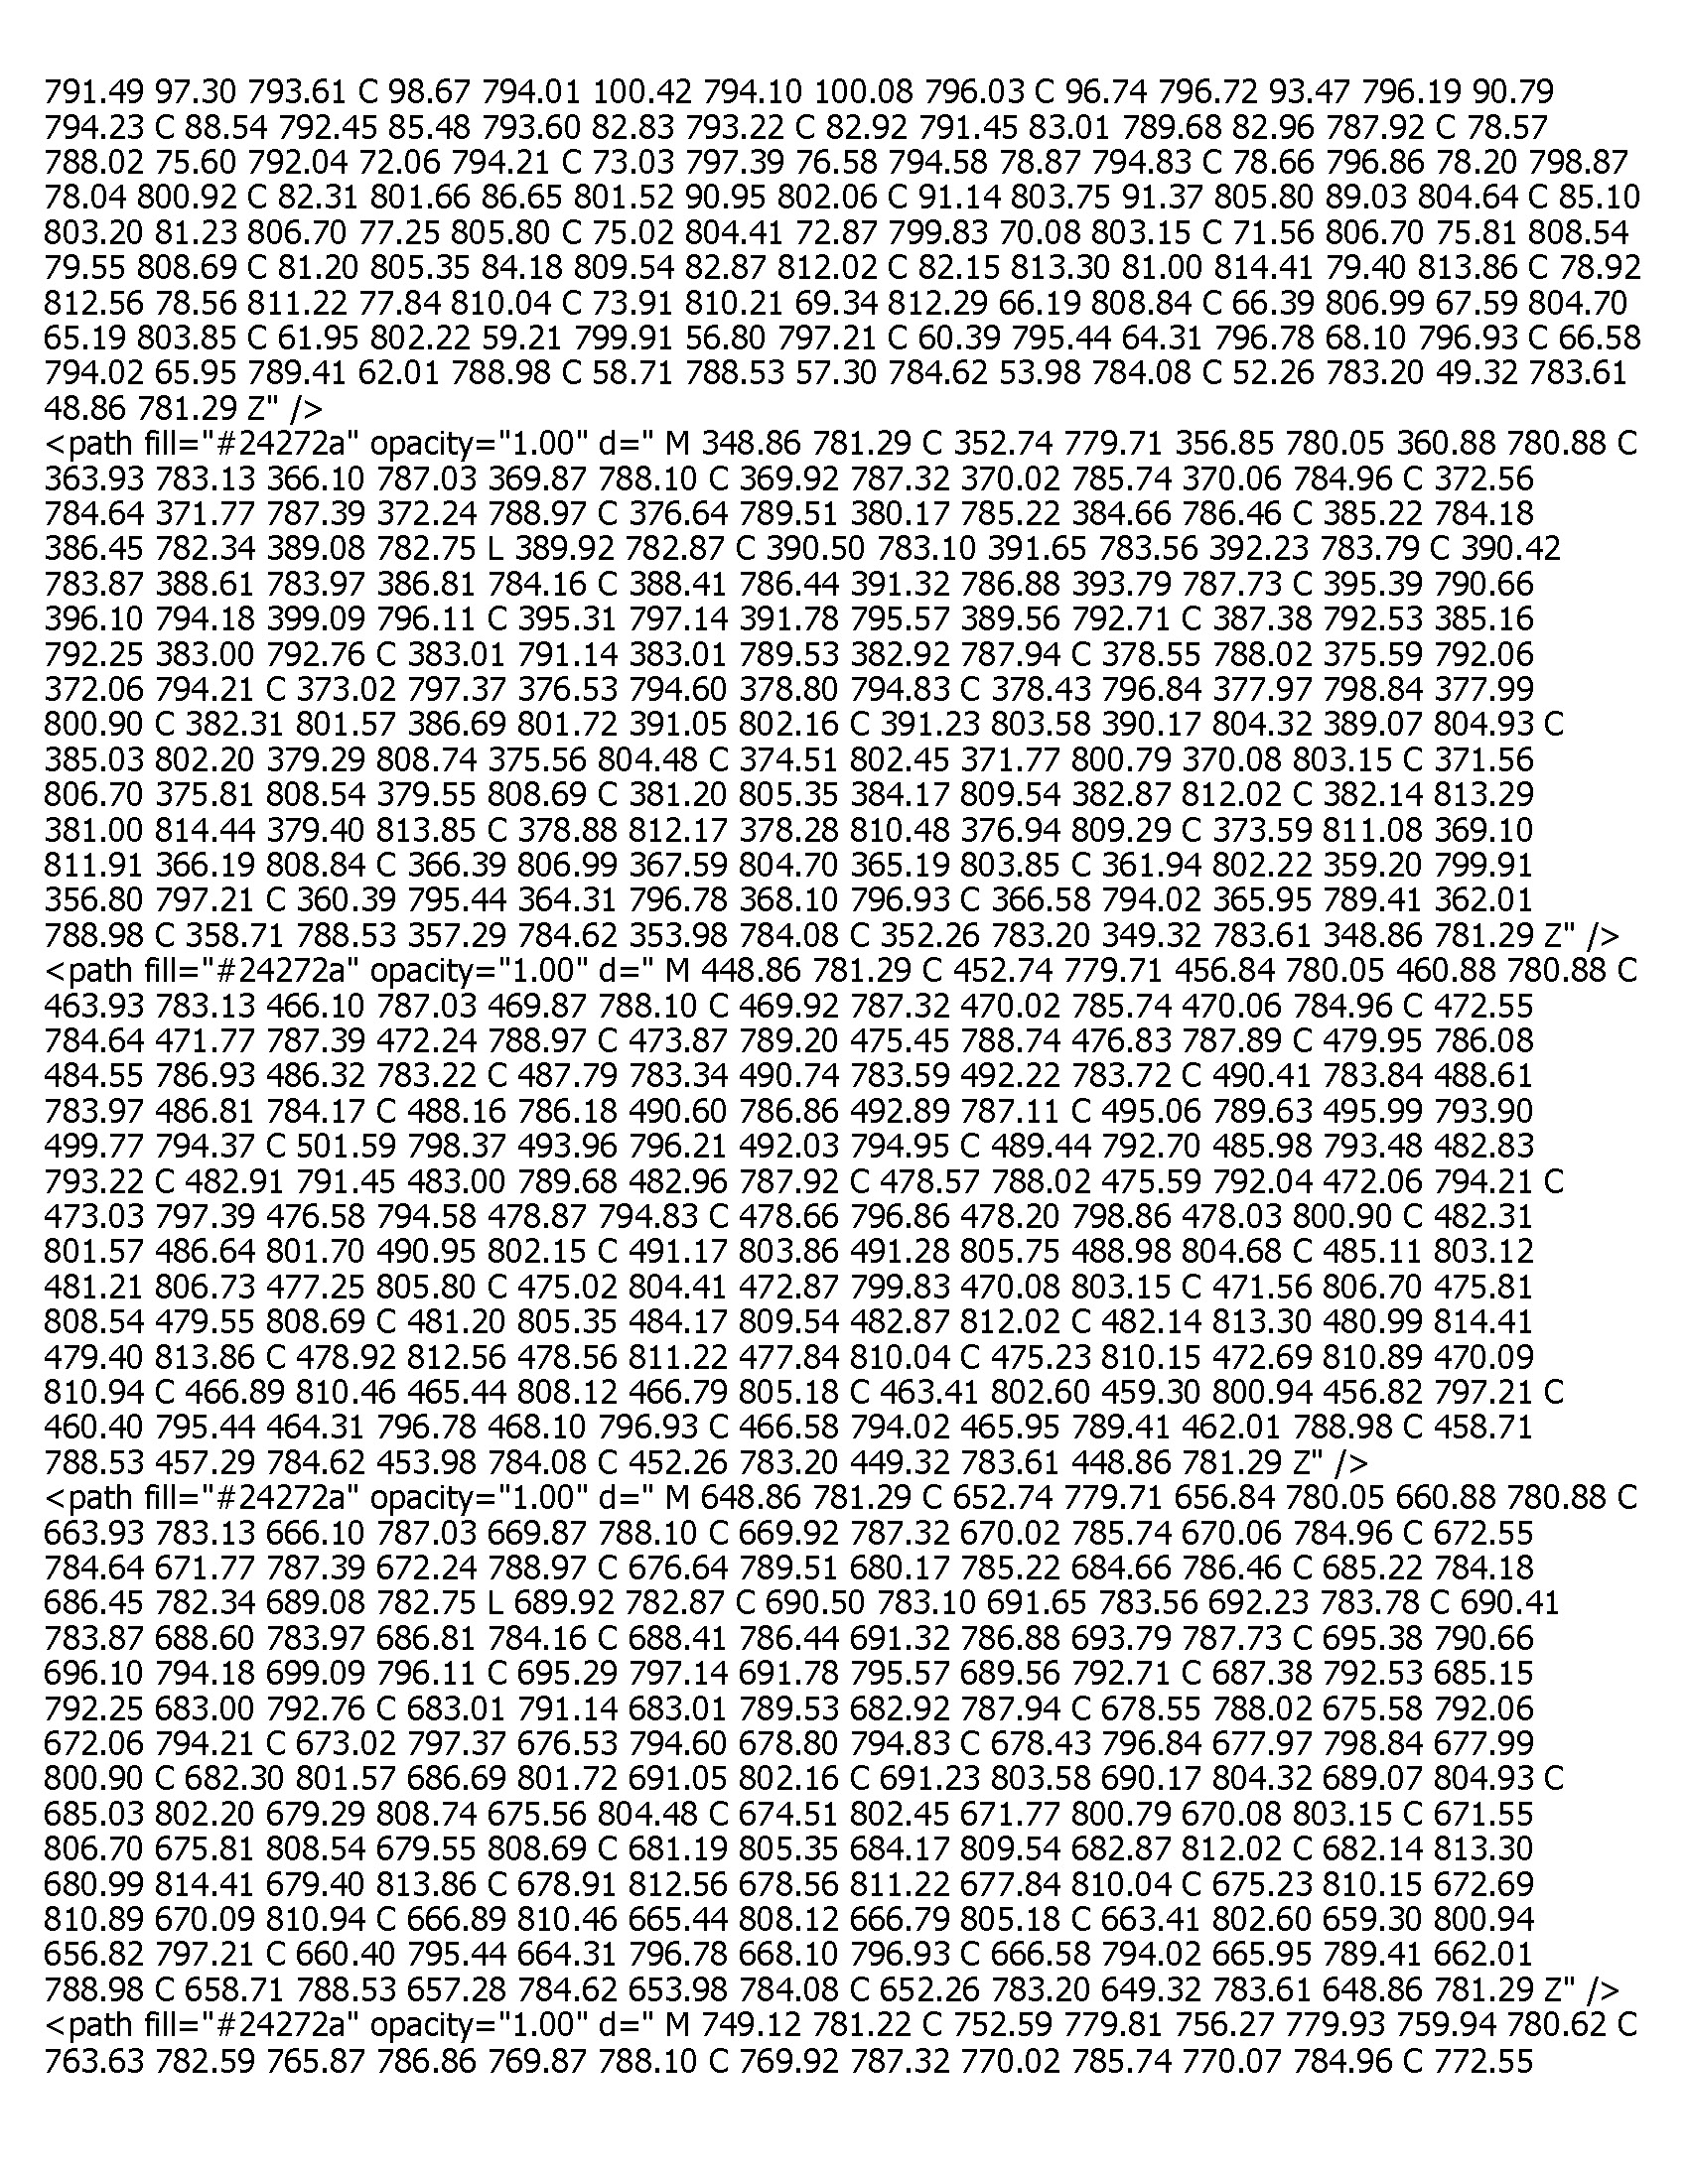 791.49 97.30 793.61 C 98.67 794.01 100.42 794.10 100.08 796.03 C 96.74 796.72 93.47 796.19 90.79
794.23 C 88.54 792.45 85.48 793.60 82.83 793.22 C 82.92 791.45 83.01 789.68 82.96 787.92 C 78.57
788.02 75.60 792.04 72.06 794.21 C 73.03 797.39 76.58 794.58 78.87 794.83 C 78.66 796.86 78.20 798.87
78.04 800.92 C 82.31 801.66 86.65 801.52 90.95 802.06 C 91.14 803.75 91.37 805.80 89.03 804.64 C 85.10
803.20 81.23 806.70 77.25 805.80 C 75.02 804.41 72.87 799.83 70.08 803.15 C 71.56 806.70 75.81 808.54
79.55 808.69 C 81.20 805.35 84.18 809.54 82.87 812.02 C 82.15 813.30 81.00 814.41 79.40 813.86 C 78.92
812.56 78.56 811.22 77.84 810.04 C 73.91 810.21 69.34 812.29 66.19 808.84 C 66.39 806.99 67.59 804.70
65.19 803.85 C 61.95 802.22 59.21 799.91 56.80 797.21 C 60.39 795.44 64.31 796.78 68.10 796.93 C 66.58
794.02 65.95 789.41 62.01 788.98 C 58.71 788.53 57.30 784.62 53.98 784.08 C 52.26 783.20 49.32 783.61
48.86 781.29 Z" />
<path fill="#24272a" opacity="1.00" d=" M 348.86 781.29 C 352.74 779.71 356.85 780.05 360.88 780.88 C
363.93 783.13 366.10 787.03 369.87 788.10 C 369.92 787.32 370.02 785.74 370.06 784.96 C 372.56
784.64 371.77 787.39 372.24 788.97 C 376.64 789.51 380.17 785.22 384.66 786.46 C 385.22 784.18
386.45 782.34 389.08 782.75 L 389.92 782.87 C 390.50 783.10 391.65 783.56 392.23 783.79 C 390.42
783.87 388.61 783.97 386.81 784.16 C 388.41 786.44 391.32 786.88 393.79 787.73 C 395.39 790.66
396.10 794.18 399.09 796.11 C 395.31 797.14 391.78 795.57 389.56 792.71 C 387.38 792.53 385.16
792.25 383.00 792.76 C 383.01 791.14 383.01 789.53 382.92 787.94 C 378.55 788.02 375.59 792.06
372.06 794.21 C 373.02 797.37 376.53 794.60 378.80 794.83 C 378.43 796.84 377.97 798.84 377.99
800.90 C 382.31 801.57 386.69 801.72 391.05 802.16 C 391.23 803.58 390.17 804.32 389.07 804.93 C
385.03 802.20 379.29 808.74 375.56 804.48 C 374.51 802.45 371.77 800.79 370.08 803.15 C 371.56
806.70 375.81 808.54 379.55 808.69 C 381.20 805.35 384.17 809.54 382.87 812.02 C 382.14 813.29
381.00 814.44 379.40 813.85 C 378.88 812.17 378.28 810.48 376.94 809.29 C 373.59 811.08 369.10
811.91 366.19 808.84 C 366.39 806.99 367.59 804.70 365.19 803.85 C 361.94 802.22 359.20 799.91
356.80 797.21 C 360.39 795.44 364.31 796.78 368.10 796.93 C 366.58 794.02 365.95 789.41 362.01
788.98 C 358.71 788.53 357.29 784.62 353.98 784.08 C 352.26 783.20 349.32 783.61 348.86 781.29 Z" />
<path fill="#24272a" opacity="1.00" d=" M 448.86 781.29 C 452.74 779.71 456.84 780.05 460.88 780.88 C
463.93 783.13 466.10 787.03 469.87 788.10 C 469.92 787.32 470.02 785.74 470.06 784.96 C 472.55
784.64 471.77 787.39 472.24 788.97 C 473.87 789.20 475.45 788.74 476.83 787.89 C 479.95 786.08
484.55 786.93 486.32 783.22 C 487.79 783.34 490.74 783.59 492.22 783.72 C 490.41 783.84 488.61
783.97 486.81 784.17 C 488.16 786.18 490.60 786.86 492.89 787.11 C 495.06 789.63 495.99 793.90
499.77 794.37 C 501.59 798.37 493.96 796.21 492.03 794.95 C 489.44 792.70 485.98 793.48 482.83
793.22 C 482.91 791.45 483.00 789.68 482.96 787.92 C 478.57 788.02 475.59 792.04 472.06 794.21 C
473.03 797.39 476.58 794.58 478.87 794.83 C 478.66 796.86 478.20 798.86 478.03 800.90 C 482.31
801.57 486.64 801.70 490.95 802.15 C 491.17 803.86 491.28 805.75 488.98 804.68 C 485.11 803.12
481.21 806.73 477.25 805.80 C 475.02 804.41 472.87 799.83 470.08 803.15 C 471.56 806.70 475.81
808.54 479.55 808.69 C 481.20 805.35 484.17 809.54 482.87 812.02 C 482.14 813.30 480.99 814.41
479.40 813.86 C 478.92 812.56 478.56 811.22 477.84 810.04 C 475.23 810.15 472.69 810.89 470.09
810.94 C 466.89 810.46 465.44 808.12 466.79 805.18 C 463.41 802.60 459.30 800.94 456.82 797.21 C
460.40 795.44 464.31 796.78 468.10 796.93 C 466.58 794.02 465.95 789.41 462.01 788.98 C 458.71
788.53 457.29 784.62 453.98 784.08 C 452.26 783.20 449.32 783.61 448.86 781.29 Z" />
<path fill="#24272a" opacity="1.00" d=" M 648.86 781.29 C 652.74 779.71 656.84 780.05 660.88 780.88 C
663.93 783.13 666.10 787.03 669.87 788.10 C 669.92 787.32 670.02 785.74 670.06 784.96 C 672.55
784.64 671.77 787.39 672.24 788.97 C 676.64 789.51 680.17 785.22 684.66 786.46 C 685.22 784.18
686.45 782.34 689.08 782.75 L 689.92 782.87 C 690.50 783.10 691.65 783.56 692.23 783.78 C 690.41
783.87 688.60 783.97 686.81 784.16 C 688.41 786.44 691.32 786.88 693.79 787.73 C 695.38 790.66
696.10 794.18 699.09 796.11 C 695.29 797.14 691.78 795.57 689.56 792.71 C 687.38 792.53 685.15
792.25 683.00 792.76 C 683.01 791.14 683.01 789.53 682.92 787.94 C 678.55 788.02 675.58 792.06
672.06 794.21 C 673.02 797.37 676.53 794.60 678.80 794.83 C 678.43 796.84 677.97 798.84 677.99
800.90 C 682.30 801.57 686.69 801.72 691.05 802.16 C 691.23 803.58 690.17 804.32 689.07 804.93 C
685.03 802.20 679.29 808.74 675.56 804.48 C 674.51 802.45 671.77 800.79 670.08 803.15 C 671.55
806.70 675.81 808.54 679.55 808.69 C 681.19 805.35 684.17 809.54 682.87 812.02 C 682.14 813.30
680.99 814.41 679.40 813.86 C 678.91 812.56 678.56 811.22 677.84 810.04 C 675.23 810.15 672.69
810.89 670.09 810.94 C 666.89 810.46 665.44 808.12 666.79 805.18 C 663.41 802.60 659.30 800.94
656.82 797.21 C 660.40 795.44 664.31 796.78 668.10 796.93 C 666.58 794.02 665.95 789.41 662.01
788.98 C 658.71 788.53 657.28 784.62 653.98 784.08 C 652.26 783.20 649.32 783.61 648.86 781.29 Z" />
<path fill="#24272a" opacity="1.00" d=" M 749.12 781.22 C 752.59 779.81 756.27 779.93 759.94 780.62 C
763.63 782.59 765.87 786.86 769.87 788.10 C 769.92 787.32 770.02 785.74 770.07 784.96 C 772.55